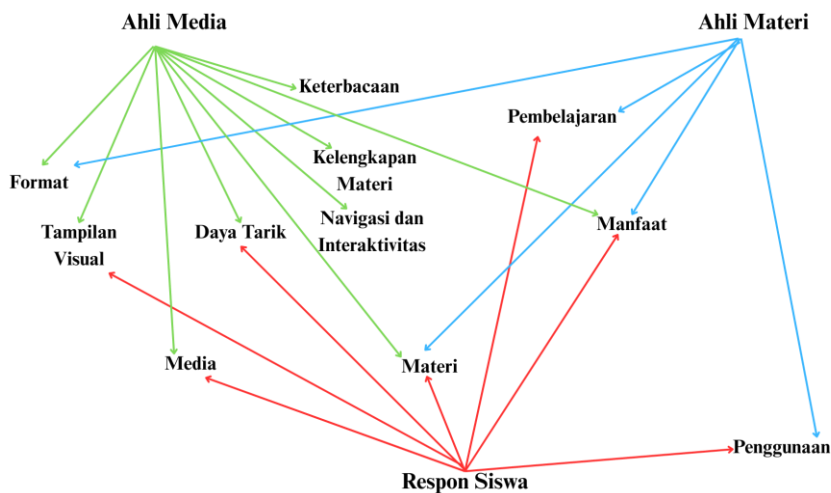 Ahli Media
Ahli Materi
Keterbacaan
Pembelajaran
Kelengkapan
Materi
Format
Navigasi dan
Interaktivitas
Tampilan
Visual
Daya Tarik
Manfaat
Media
Materi
Penggunaan
Respon Siswa